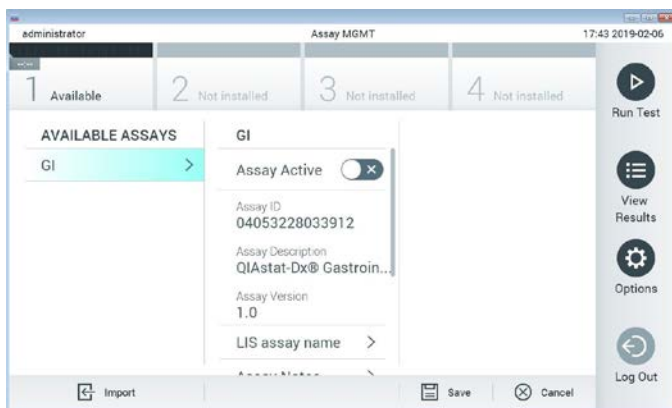 administrator Assay MGMT 17:43 2019-02-06
1 Available 2 Not installed 3 Not installed 4 Not installed
Run Test
AVAILABLE ASSAYS GI
GI Assay Active
Assay ID
04053228033912
View Results
Assay Description
QIAstat-Dx® Gastroin...
Options
Assay Version
1.0
LIS assay name
Log Out
Import Save Cancel